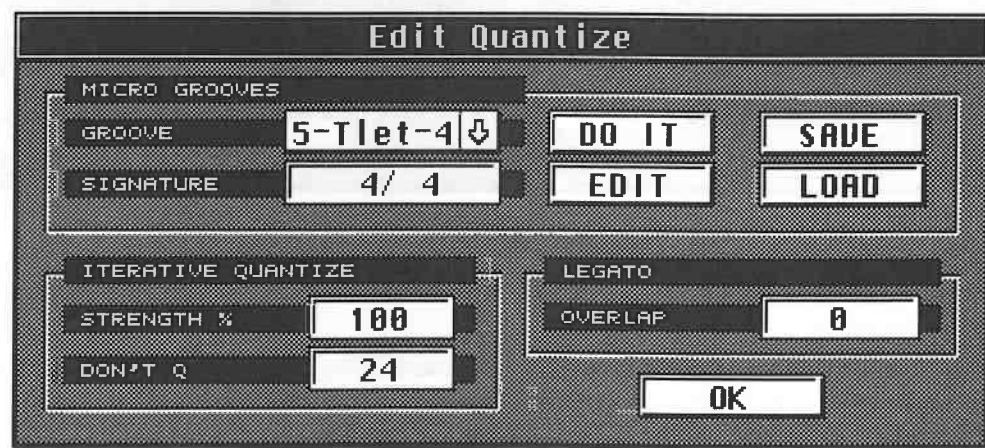 Edit Quantize
MICRO GROOVES
GROOVE 5-Tlet-4 DO IT SAVE
SIGNATURE 4/ 4 EDIT LOAD
ITERATIVE QUANTIZE
STRENGTH % 100
DON'T Q 24
LEGATO
OVERLAP 0
OK